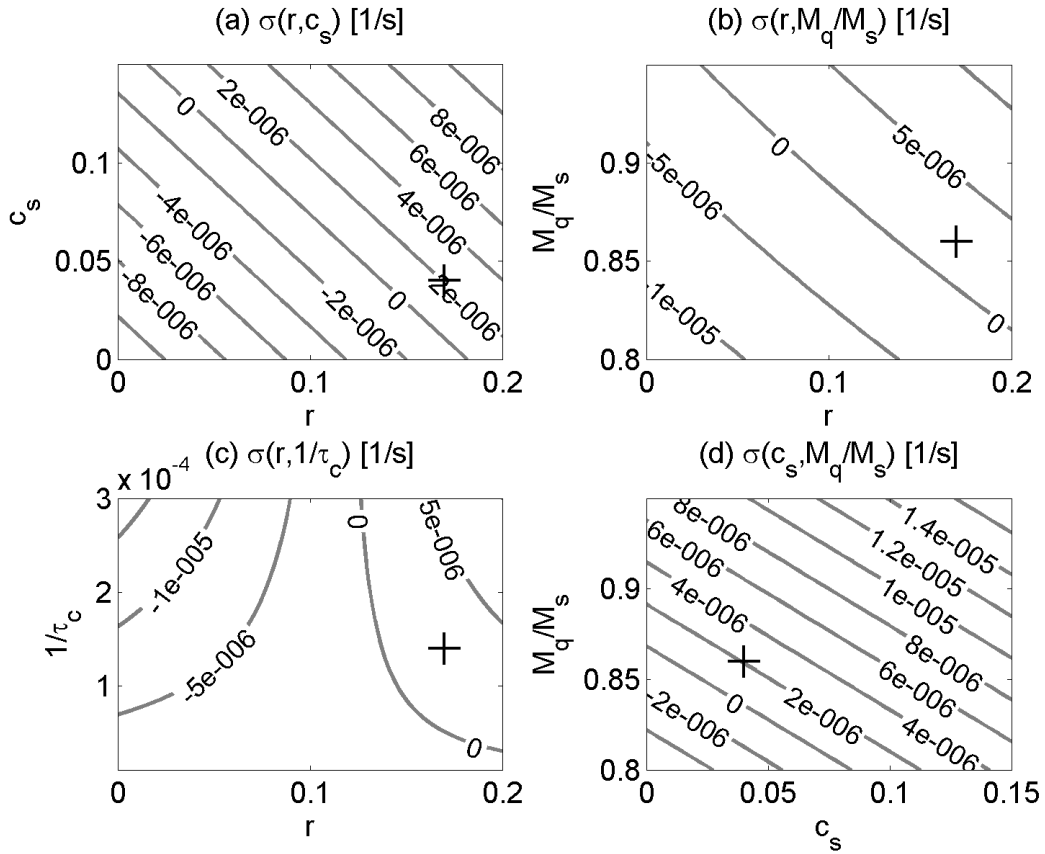 (a) σ(r,c_s) [1/s]
0.1
0.05
0
c_s
0
2e-006
8e-006
6e-006
4e-006
-4e-006
-6e-006
-8e-006
-2e-006
0
2e-006
0
0.1
0.2
r
(b) σ(r,M_q/M_s) [1/s]
0.9
0.85
0.8
M_q/M_s
0
5e-006
-5e-006
-1e-005
0
0
0.1
0.2
r
(c) σ(r,1/τ_c) [1/s]
3 x 10^-4
2
1
1/τ_c
0
5e-006
-1e-005
-5e-006
0
0
0.1
0.2
r
(d) σ(c_s,M_q/M_s) [1/s]
0.9
0.85
0.8
M_q/M_s
8e-006
6e-006
4e-006
1.4e-005
1.2e-005
1e-005
8e-006
6e-006
4e-006
2e-006
0
-2e-006
0
0.05
0.1
0.15
c_s